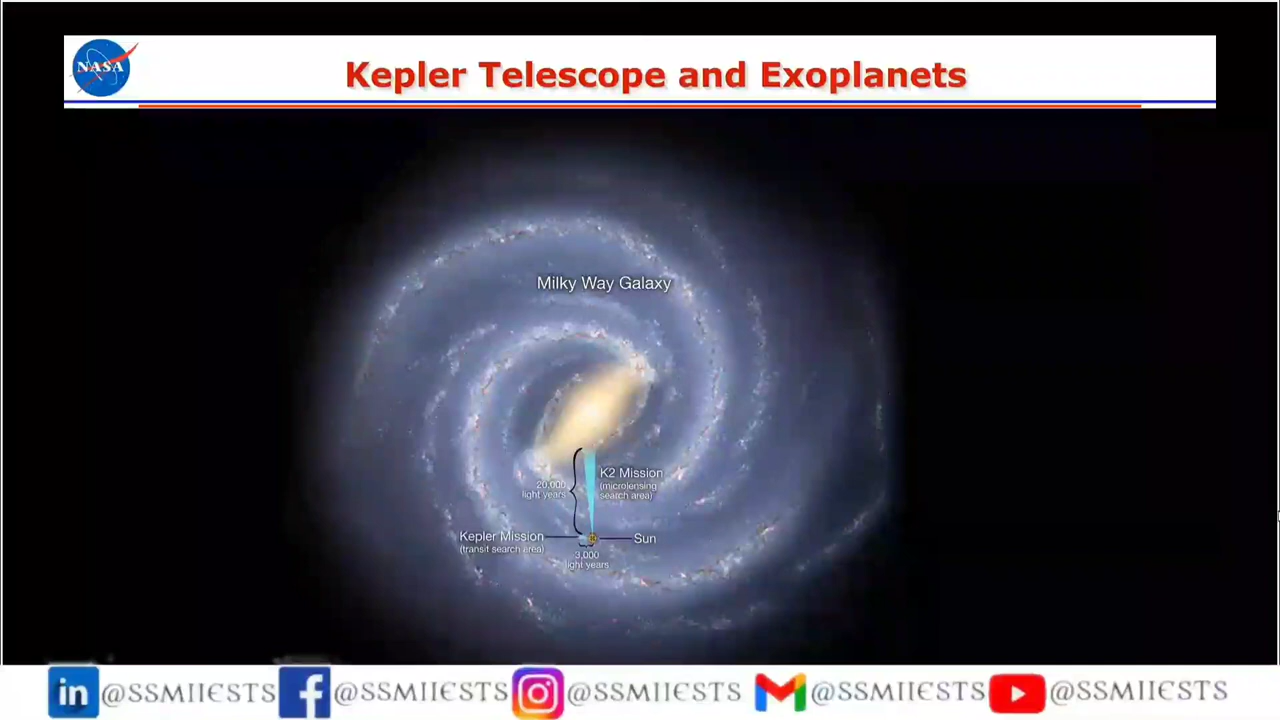 NASA
Kepler Telescope and Exoplanets
Milky Way Galaxy
K2 Mission
(microlensing
search area)
20,000
light years
Kepler Mission
(transit search area)
Sun
3,000
light years
in @SSMIIESTS f @SSMIIESTS @SSMIIESTS @SSMIIESTS @SSMIIESTS